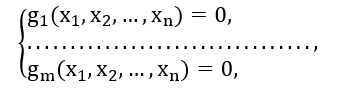 g₁(x₁, x₂, …, xₙ) = 0,
.................................,
gₘ(x₁, x₂, …, xₙ) = 0,